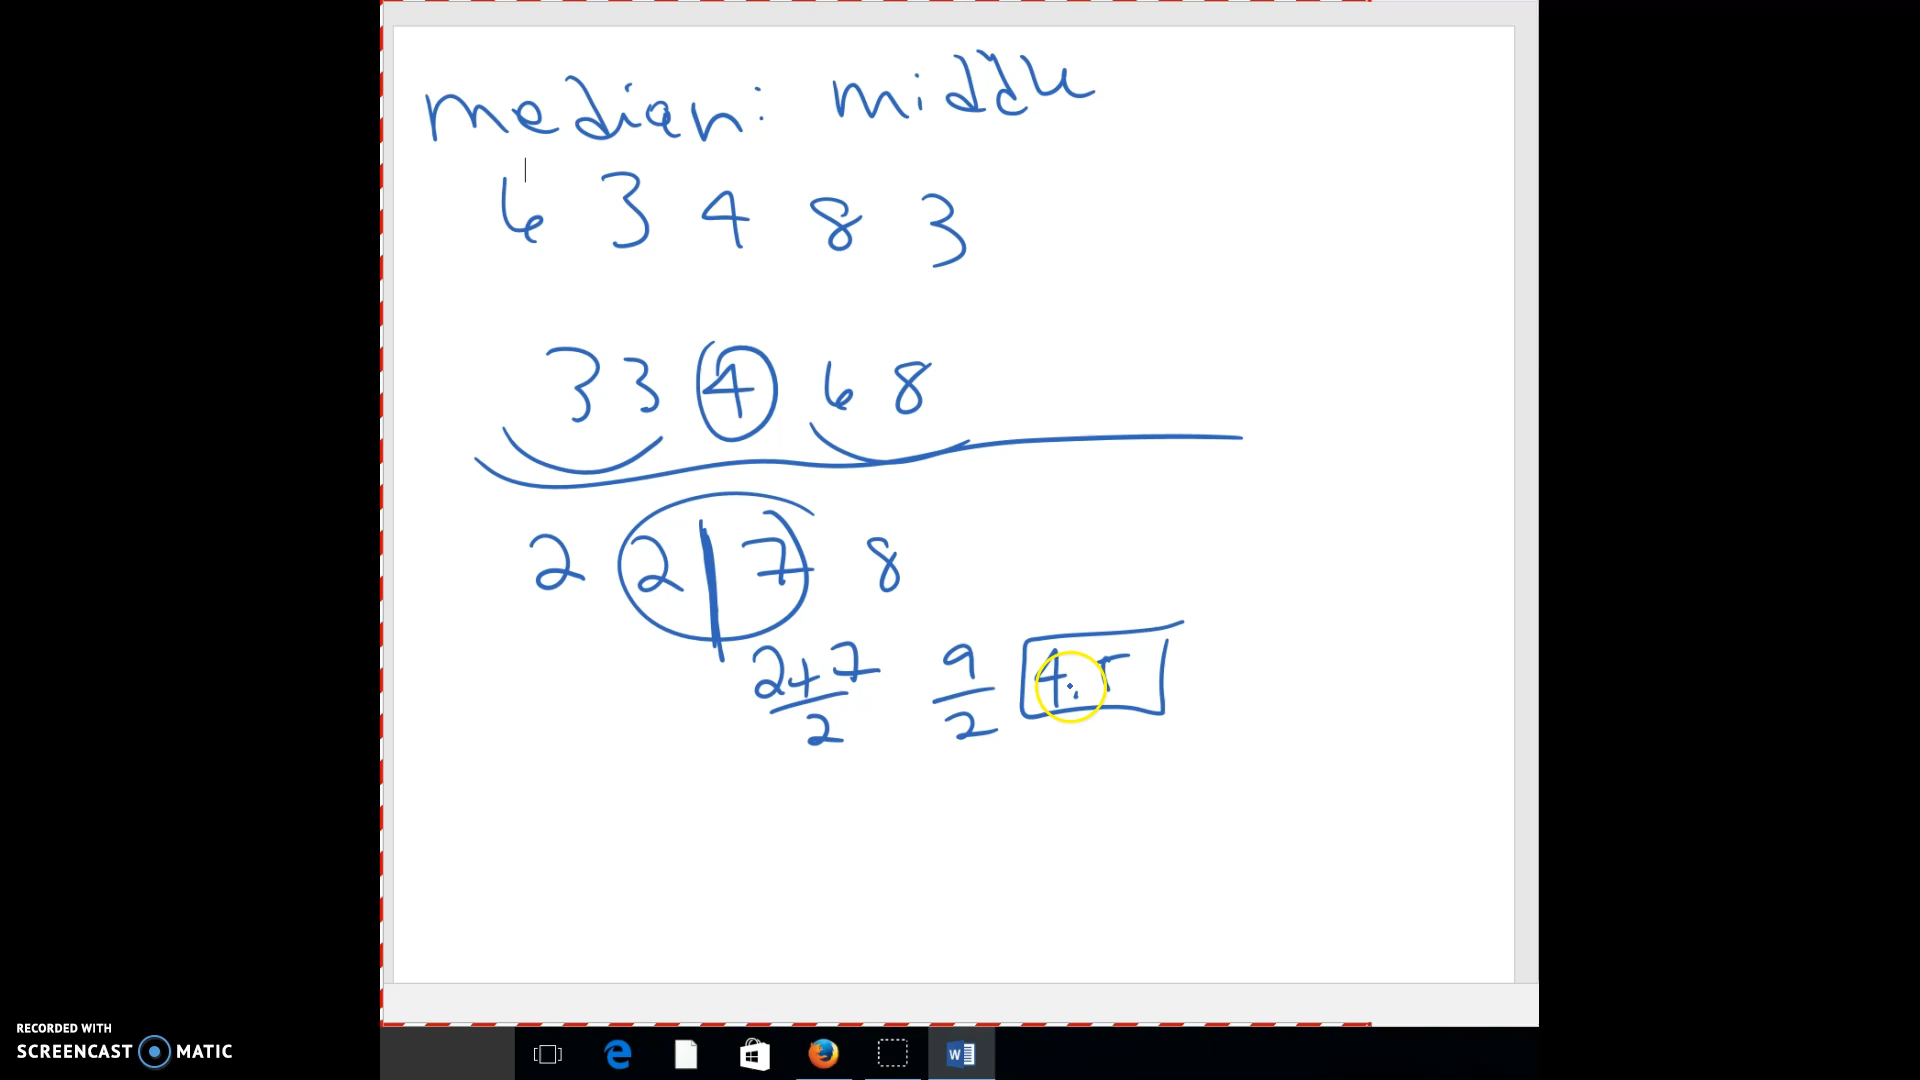 median: middle
6 3 4 8 3
3 3 4 6 8
2 2 | 7 8
2+7 9 4.5
2 2
RECORDED WITH
SCREENCAST MATIC
W